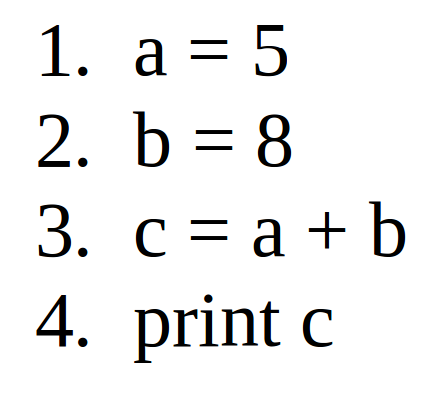 1. a = 5
2. b = 8
3. c = a + b
4. print c